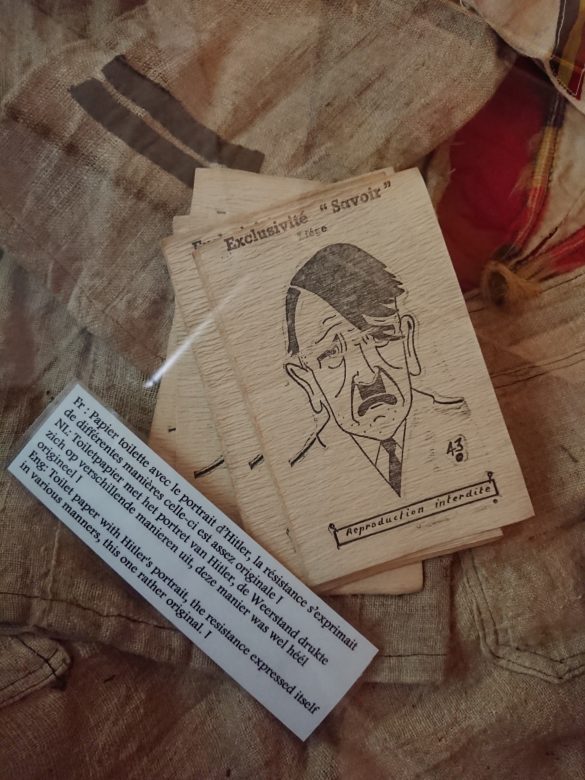 Exclusivité "Savoir"
Liége
43
Reproduction interdite
Fr : Papier toilette avec le portrait d'Hitler, la résistance s'exprimait
de différentes manières celle-ci est assez originale !
NL: Toiletpapier met het portret van Hitler, de Weerstand drukte
zich op verschillende manieren uit, deze manier was wel héél
origineel !
Eng: Toilet paper with Hitler's portrait, the resistance expressed itself
in various manners, this one rather original. !